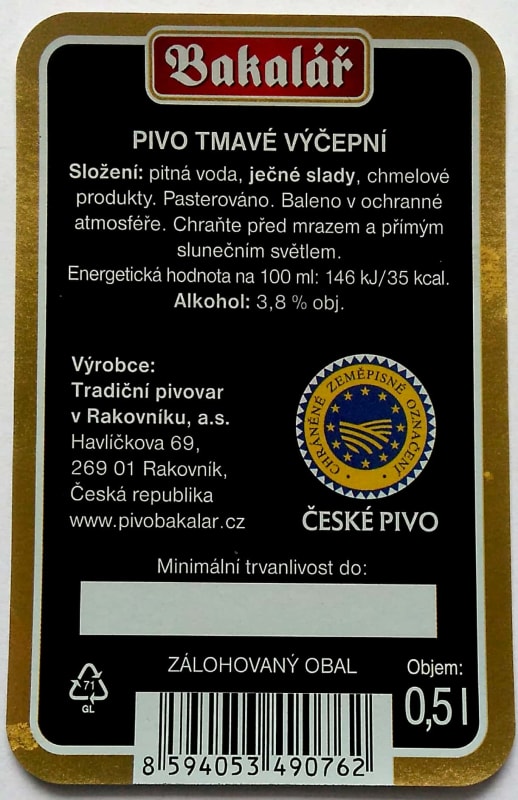 Bakalář
PIVO TMAVÉ VÝČEPNÍ
Složení: pitná voda, ječné slady, chmelové
produkty. Pasterováno. Baleno v ochranné
atmosféře. Chraňte před mrazem a přímým
slunečním světlem.
Energetická hodnota na 100 ml: 146 kJ/35 kcal.
Alkohol: 3,8 % obj.
Výrobce:
Tradiční pivovar
v Rakovníku, a.s.
Havlíčkova 69,
269 01 Rakovník,
Česká republika
www.pivobakalar.cz
CHRÁNĚNÉ ZEMĚPISNÉ OZNAČENÍ
ČESKÉ PIVO
Minimální trvanlivost do:
ZÁLOHOVANÝ OBAL
71
GL
Objem:
0,5 l
8 594053 490762